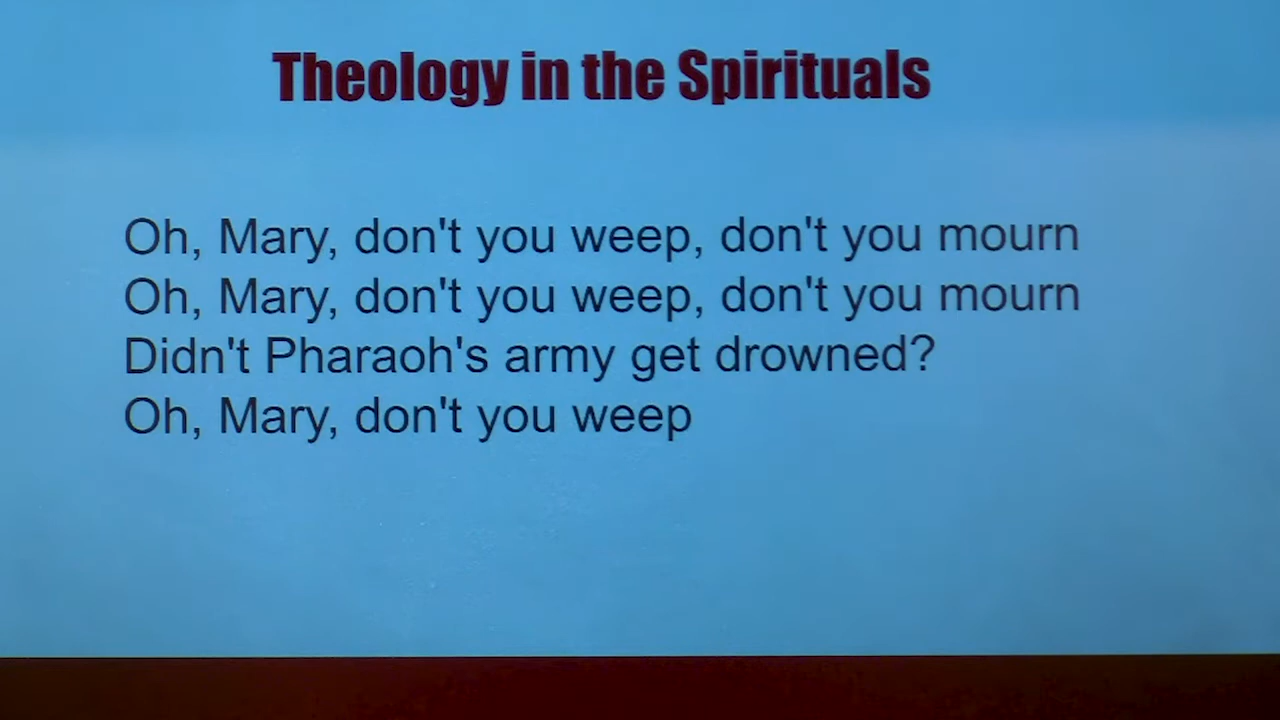 Theology in the Spirituals
Oh, Mary, don't you weep, don't you mourn
Oh, Mary, don't you weep, don't you mourn
Didn't Pharaoh's army get drowned?
Oh, Mary, don't you weep